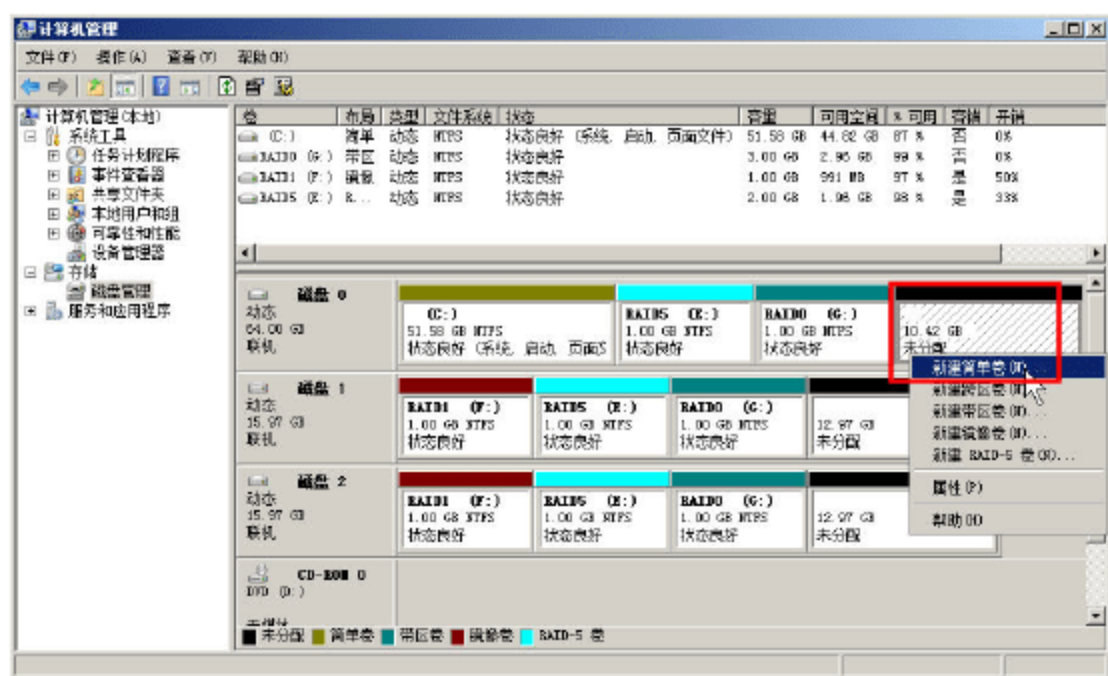 计算机管理
文件(F) 操作(A) 查看(V) 帮助(H)
计算机管理(本地)
系统工具
任务计划程序
事件查看器
共享文件夹
本地用户和组
可靠性和性能
设备管理器
存储
磁盘管理
服务和应用程序
卷 布局 类型 文件系统 状态 容量 可用空间 % 可用 容错 开销
(C:) 简单 动态 NTFS 状态良好 (系统, 启动, 页面文件) 51.58 GB 44.82 GB 87 % 否 0%
RAID0 (G:) 带区 动态 NTFS 状态良好 3.00 GB 2.96 GB 99 % 否 0%
RAID1 (F:) 镜像 动态 NTFS 状态良好 1.00 GB 991 MB 97 % 是 50%
RAID5 (E:) R... 动态 NTFS 状态良好 2.00 GB 1.96 GB 98 % 是 33%
磁盘 0
动态
64.00 GB
联机
(C:)
51.58 GB NTFS
状态良好 (系统, 启动, 页面文
RAID5 (E:)
1.00 GB NTFS
状态良好
RAID0 (G:)
1.00 GB NTFS
状态良好
10.42 GB
未分配
新建简单卷
新建跨区卷(N)...
新建带区卷(N)...
新建镜像卷(N)...
新建 RAID-5 卷(N)...
属性(P)
帮助(H)
磁盘 1
动态
15.97 GB
联机
RAID1 (F:)
1.00 GB NTFS
状态良好
RAID5 (E:)
1.00 GB NTFS
状态良好
RAID0 (G:)
1.00 GB NTFS
状态良好
12.97 GB
未分配
磁盘 2
动态
15.97 GB
联机
RAID1 (F:)
1.00 GB NTFS
状态良好
RAID5 (E:)
1.00 GB NTFS
状态良好
RAID0 (G:)
1.00 GB NTFS
状态良好
12.97 GB
未分配
CD-ROM 0
DVD (D:)
未分配 简单卷 带区卷 镜像卷 RAID-5 卷